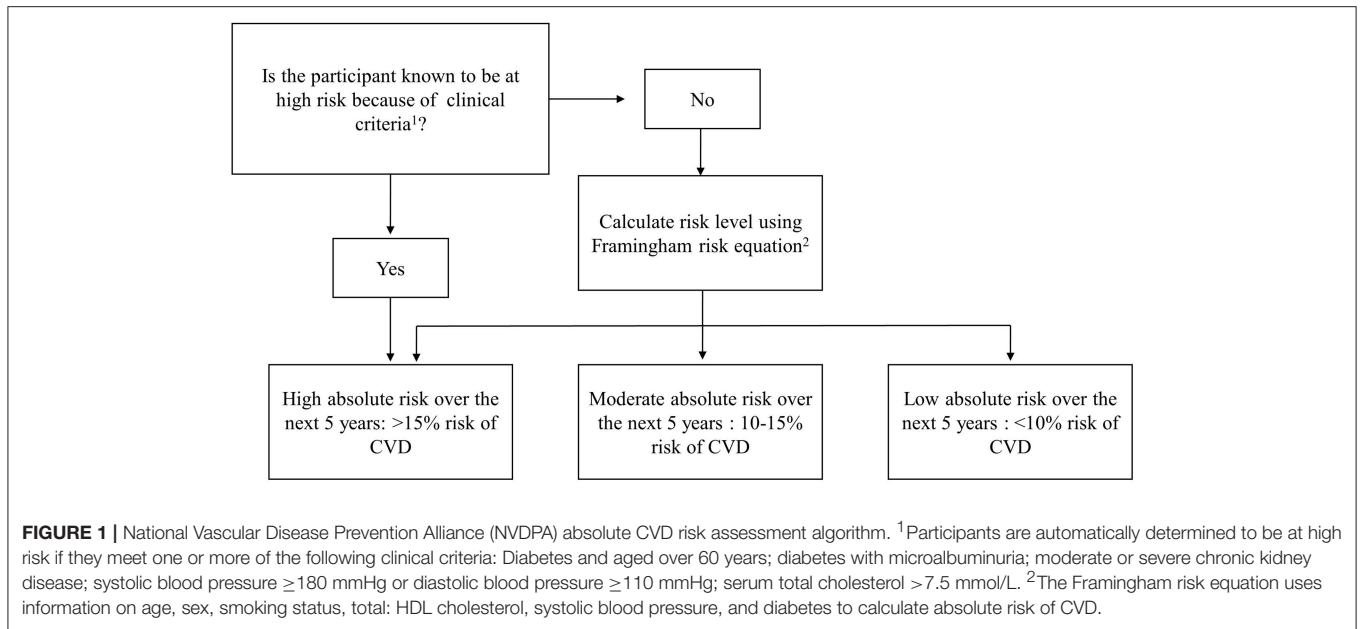 Is the participant known to be at
high risk because of clinical
criteria¹?
No
Calculate risk level using
Framingham risk equation²
Yes
High absolute risk over the
next 5 years: >15% risk of
CVD
Moderate absolute risk over
the next 5 years : 10-15%
risk of CVD
Low absolute risk over the
next 5 years : <10% risk of
CVD
FIGURE 1 | National Vascular Disease Prevention Alliance (NVDPA) absolute CVD risk assessment algorithm. ¹Participants are automatically determined to be at high
risk if they meet one or more of the following clinical criteria: Diabetes and aged over 60 years; diabetes with microalbuminuria; moderate or severe chronic kidney
disease; systolic blood pressure ≥180 mmHg or diastolic blood pressure ≥110 mmHg; serum total cholesterol >7.5 mmol/L. ²The Framingham risk equation uses
information on age, sex, smoking status, total: HDL cholesterol, systolic blood pressure, and diabetes to calculate absolute risk of CVD.